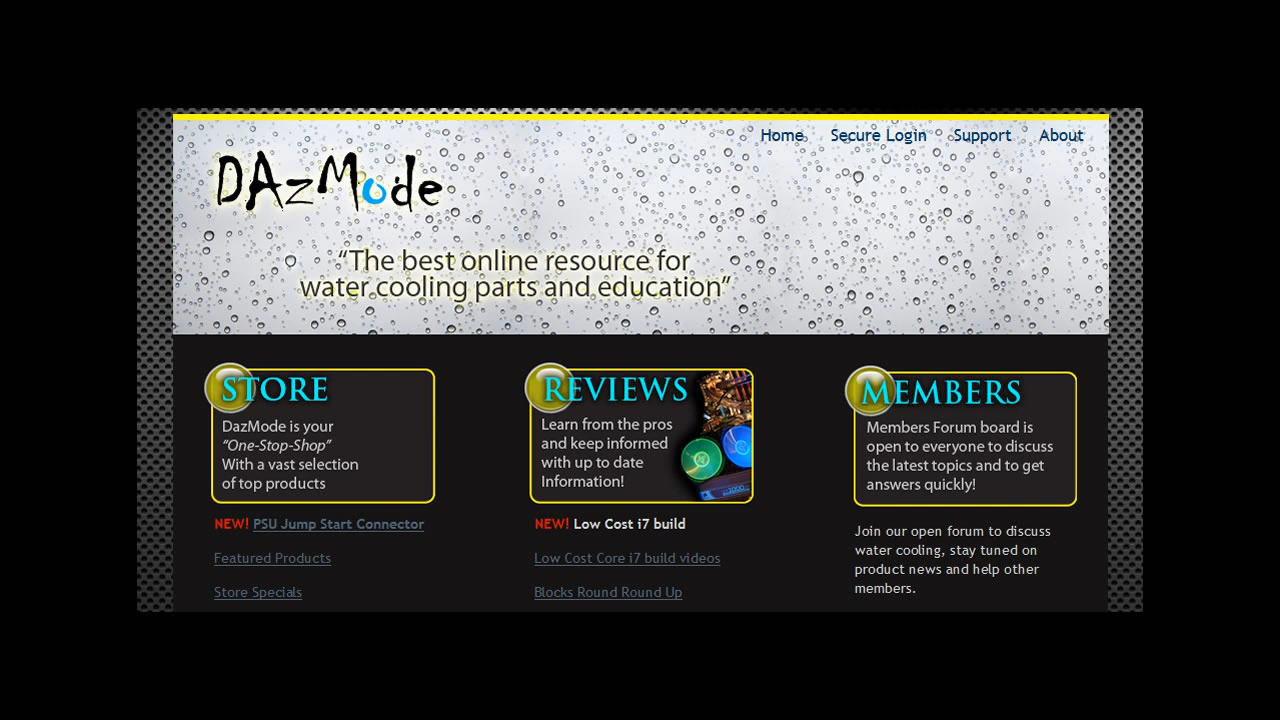 Home Secure Login Support About
DAzMode
“The best online resource for
water cooling parts and education”
STORE
DazMode is your
“One-Stop-Shop”
With a vast selection
of top products
NEW! PSU Jump Start Connector
Featured Products
Store Specials
REVIEWS
Learn from the pros
and keep informed
with up to date
Information!
NEW! Low Cost i7 build
Low Cost Core i7 build videos
Blocks Round Round Up
MEMBERS
Members Forum board is
open to everyone to discuss
the latest topics and to get
answers quickly!
Join our open forum to discuss
water cooling, stay tuned on
product news and help other
members.